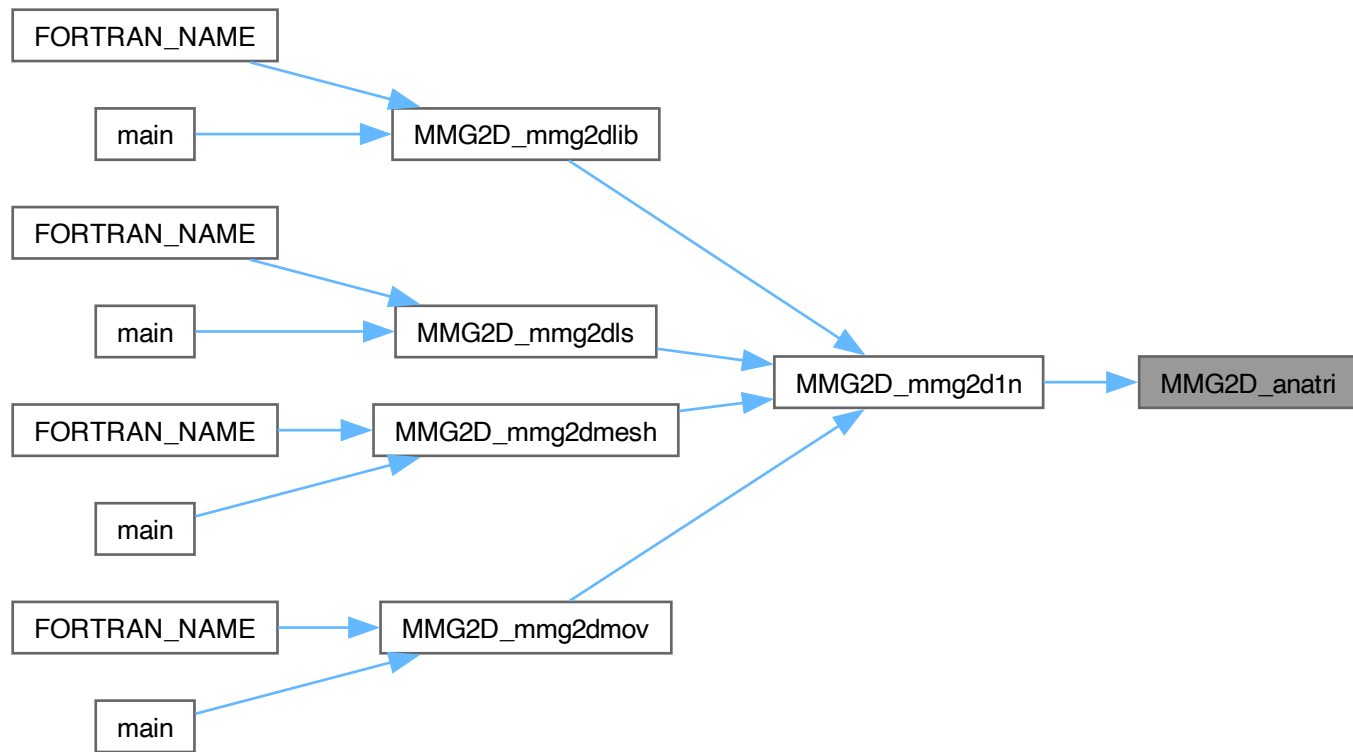 FORTRAN_NAME
main
MMG2D_mmg2dlib
FORTRAN_NAME
main
MMG2D_mmg2dls
MMG2D_mmg2d1n
MMG2D_anatri
FORTRAN_NAME
MMG2D_mmg2dmesh
main
FORTRAN_NAME
MMG2D_mmg2dmov
main